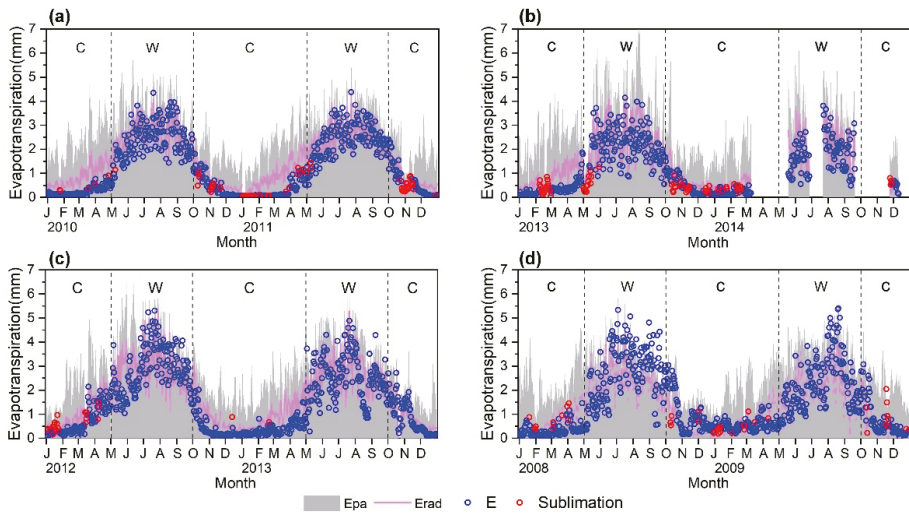 (a)
C W C W C
Evapotranspiration(mm)
7
6
5
4
3
2
1
0
J F M A M J J A S O N D J F M A M J J A S O N D
2010 2011
Month
(b)
C W C W C
Evapotranspiration(mm)
7
6
5
4
3
2
1
0
J F M A M J J A S O N D J F M A M J J A S O N D
2013 2014
Month
(c)
C W C W C
Evapotranspiration(mm)
7
6
5
4
3
2
1
0
J F M A M J J A S O N D J F M A M J J A S O N D
2012 2013
Month
(d)
C W C W C
Evapotranspiration(mm)
7
6
5
4
3
2
1
0
J F M A M J J A S O N D J F M A M J J A S O N D
2008 2009
Month
Epa Erad E Sublimation